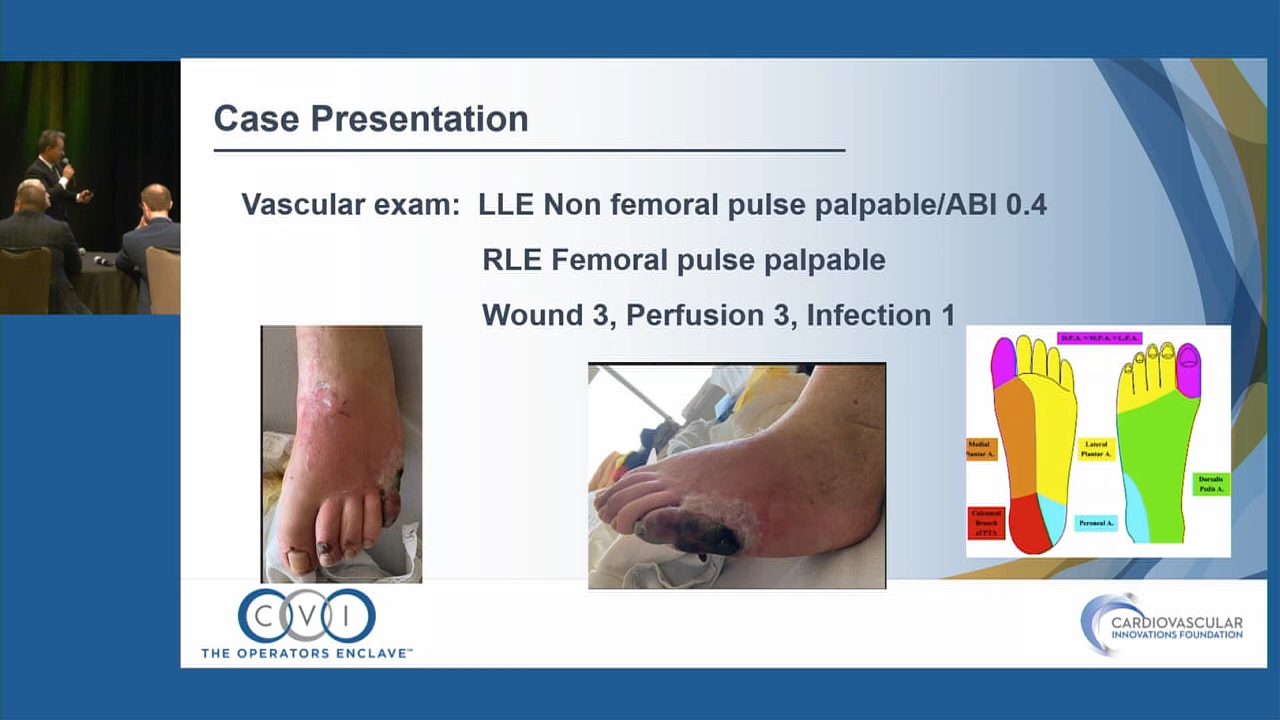 Case Presentation
Vascular exam: LLE Non femoral pulse palpable/ABI 0.4
RLE Femoral pulse palpable
Wound 3, Perfusion 3, Infection 1
D.P.A. + M.P.A. + L.P.A.
Medial
Plantar A.
Lateral
Plantar A.
Dorsalis
Pedis A.
Calcaneal
Branch
of PTA
Peroneal A.
CVI
THE OPERATORS ENCLAVE™
CARDIOVASCULAR
INNOVATIONS FOUNDATION